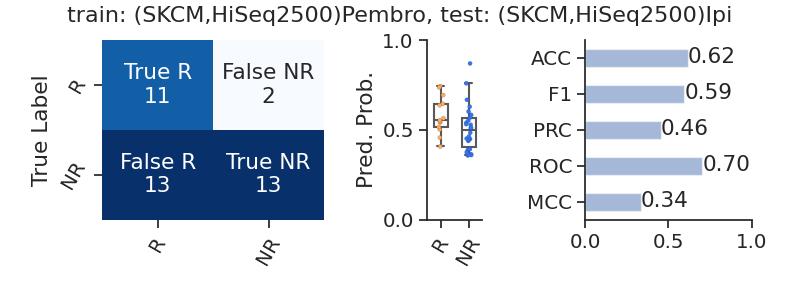 train: (SKCM,HiSeq2500)Pembro, test: (SKCM,HiSeq2500)Ipi
True Label
R
NR
True R
11
False NR
2
False R
13
True NR
13
R
NR
Pred. Prob.
1.0
0.5
0.0
R
NR
ACC
F1
PRC
ROC
MCC
0.62
0.59
0.46
0.70
0.34
0.0
0.5
1.0